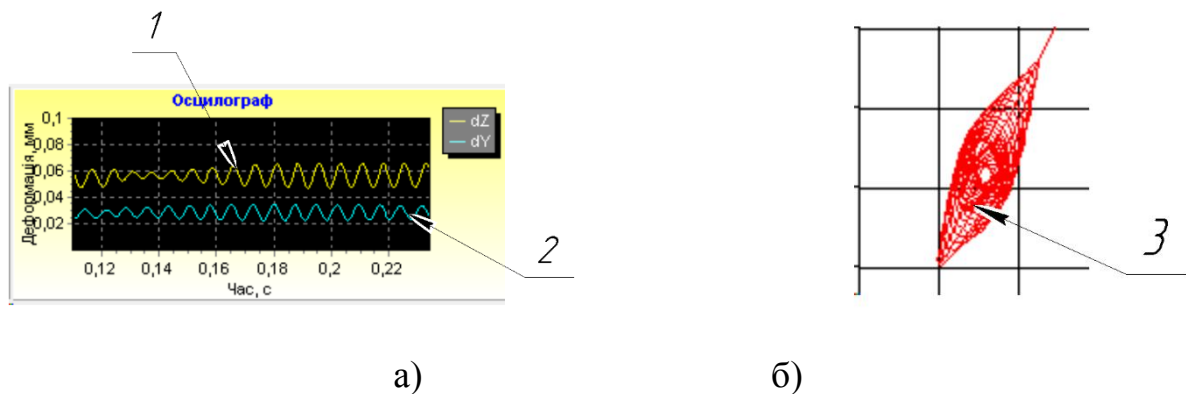 1
Осцилограф
Деформація, мм
0,1
0,08
0,06
0,04
0,02
0,12 0,14 0,16 0,18 0,2 0,22
Час, с
dZ
dY
2
3
а) б)